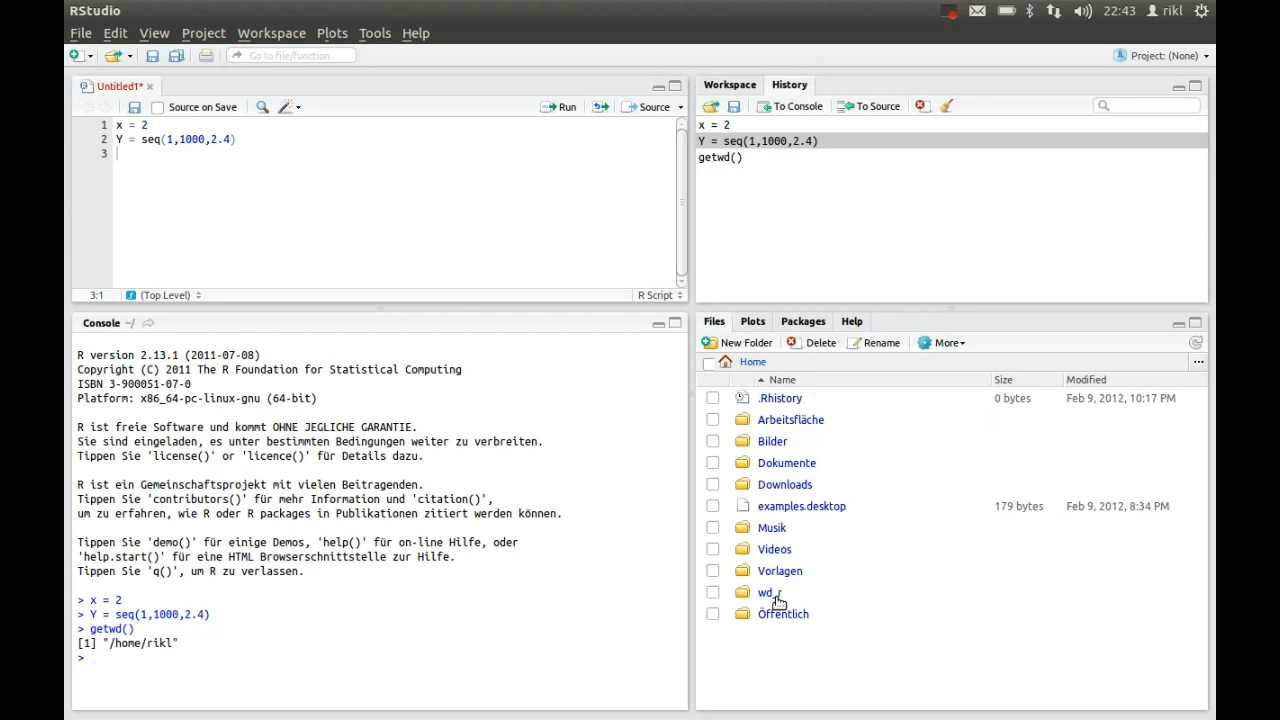 RStudio
22:43 rikl
File Edit View Project Workspace Plots Tools Help
Go to file/function
Project: (None)
Untitled1*
Source on Save
Run
Source
1 x = 2
2 Y = seq(1,1000,2.4)
3
3:1 (Top Level) R Script
Workspace History
To Console To Source
x = 2
Y = seq(1,1000,2.4)
getwd()
Console ~/
R version 2.13.1 (2011-07-08)
Copyright (C) 2011 The R Foundation for Statistical Computing
ISBN 3-900051-07-0
Platform: x86_64-pc-linux-gnu (64-bit)
R ist freie Software und kommt OHNE JEGLICHE GARANTIE.
Sie sind eingeladen, es unter bestimmten Bedingungen weiter zu verbreiten.
Tippen Sie 'license()' or 'licence()' für Details dazu.
R ist ein Gemeinschaftsprojekt mit vielen Beitragenden.
Tippen Sie 'contributors()' für mehr Information und 'citation()',
um zu erfahren, wie R oder R packages in Publikationen zitiert werden können.
Tippen Sie 'demo()' für einige Demos, 'help()' für on-line Hilfe, oder
'help.start()' für eine HTML Browserschnittstelle zur Hilfe.
Tippen Sie 'q()', um R zu verlassen.
> x = 2
> Y = seq(1,1000,2.4)
> getwd()
[1] "/home/rikl"
>
Files Plots Packages Help
New Folder Delete Rename More
Home
Name Size Modified
.Rhistory 0 bytes Feb 9, 2012, 10:17 PM
Arbeitsfläche
Bilder
Dokumente
Downloads
examples.desktop 179 bytes Feb 9, 2012, 8:34 PM
Musik
Videos
Vorlagen
wd_r
Öffentlich